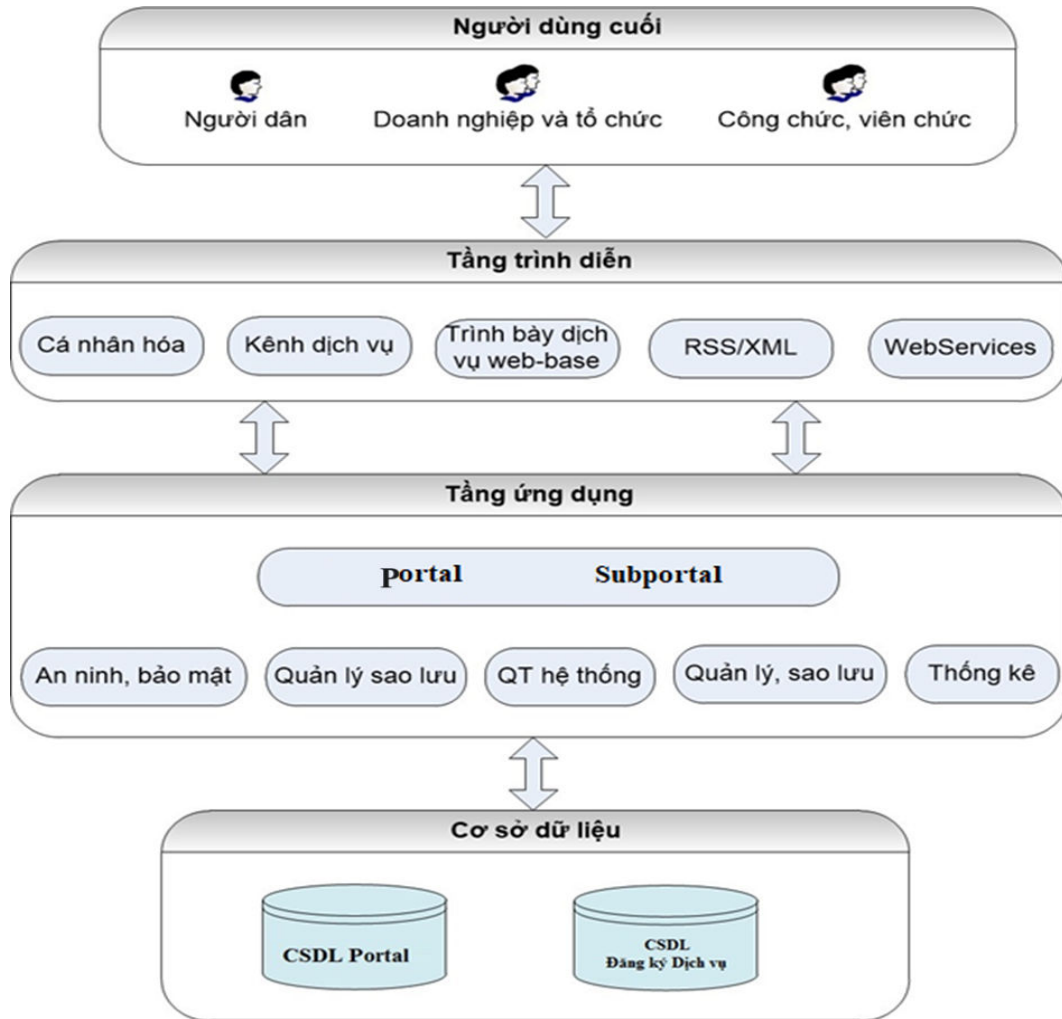 Người dùng cuối
Người dân
Doanh nghiệp và tổ chức
Công chức, viên chức
Tầng trình diễn
Cá nhân hóa
Kênh dịch vụ
Trình bày dịch
vụ web-base
RSS/XML
WebServices
Tầng ứng dụng
Portal
Subportal
An ninh, bảo mật
Quản lý sao lưu
QT hệ thống
Quản lý, sao lưu
Thống kê
Cơ sở dữ liệu
CSDL Portal
CSDL
Đăng ký Dịch vụ